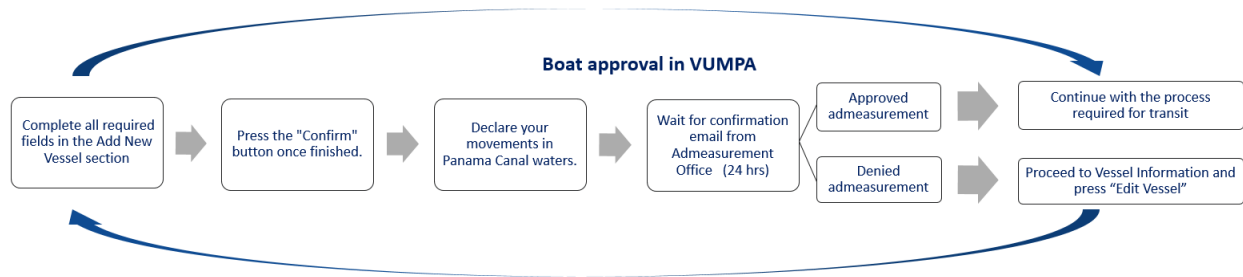 Boat approval in VUMPA
Complete all required
fields in the Add New
Vessel section
Press the "Confirm"
button once finished.
Declare your
movements in
Panama Canal waters.
Wait for confirmation
email from
Admeasurement
Office (24 hrs)
Approved
admeasurement
Continue with the process
required for transit
Denied
admeasurement
Proceed to Vessel Information and
press “Edit Vessel”